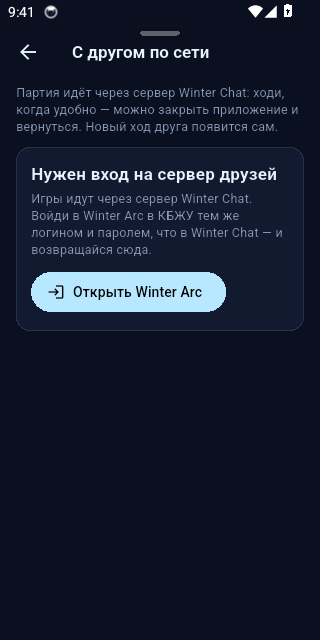 9:41
С другом по сети
Партия идёт через сервер Winter Chat: ходи,
когда удобно — можно закрыть приложение и
вернуться. Новый ход друга появится сам.
Нужен вход на сервер друзей
Игры идут через сервер Winter Chat.
Войди в Winter Arc в КБЖУ тем же
логином и паролем, что в Winter Chat — и
возвращайся сюда.
Открыть Winter Arc